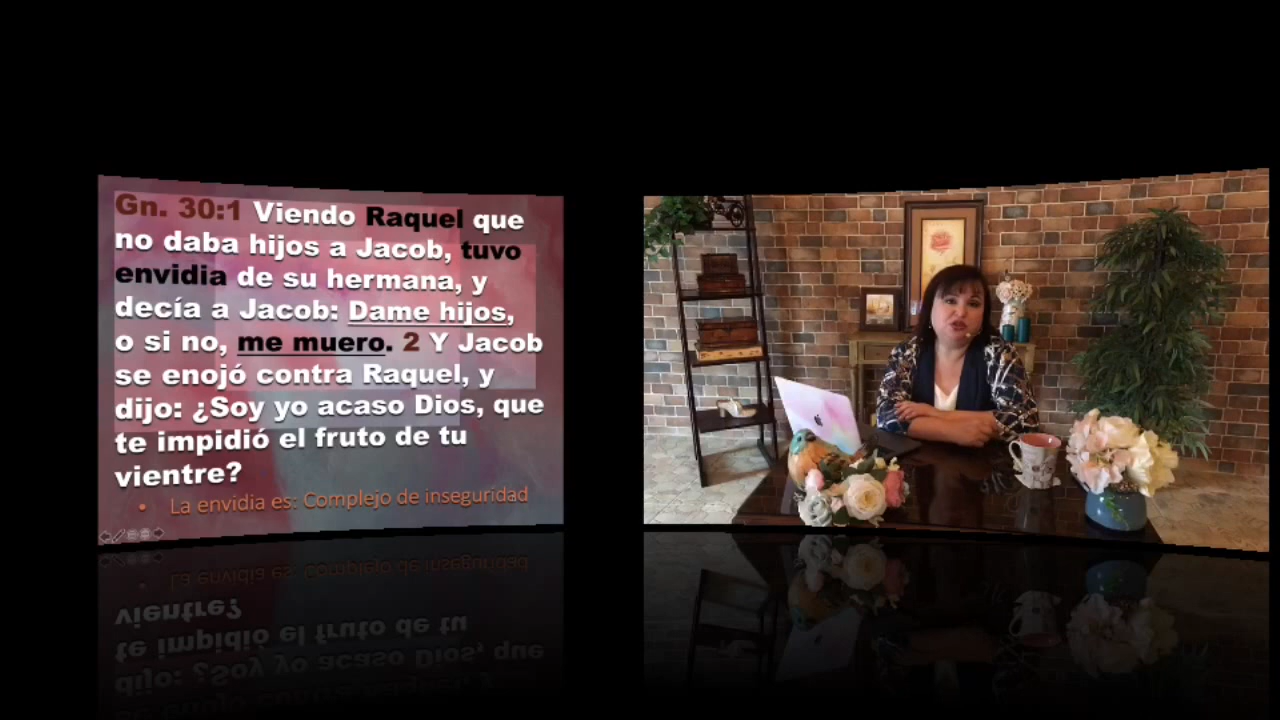 Gn. 30:1 Viendo Raquel que
no daba hijos a Jacob, tuvo
envidia de su hermana, y
decía a Jacob: Dame hijos,
o si no, me muero. 2 Y Jacob
se enojó contra Raquel, y
dijo: ¿Soy yo acaso Dios, que
te impidió el fruto de tu
vientre?
• La envidia es: Complejo de inseguridad